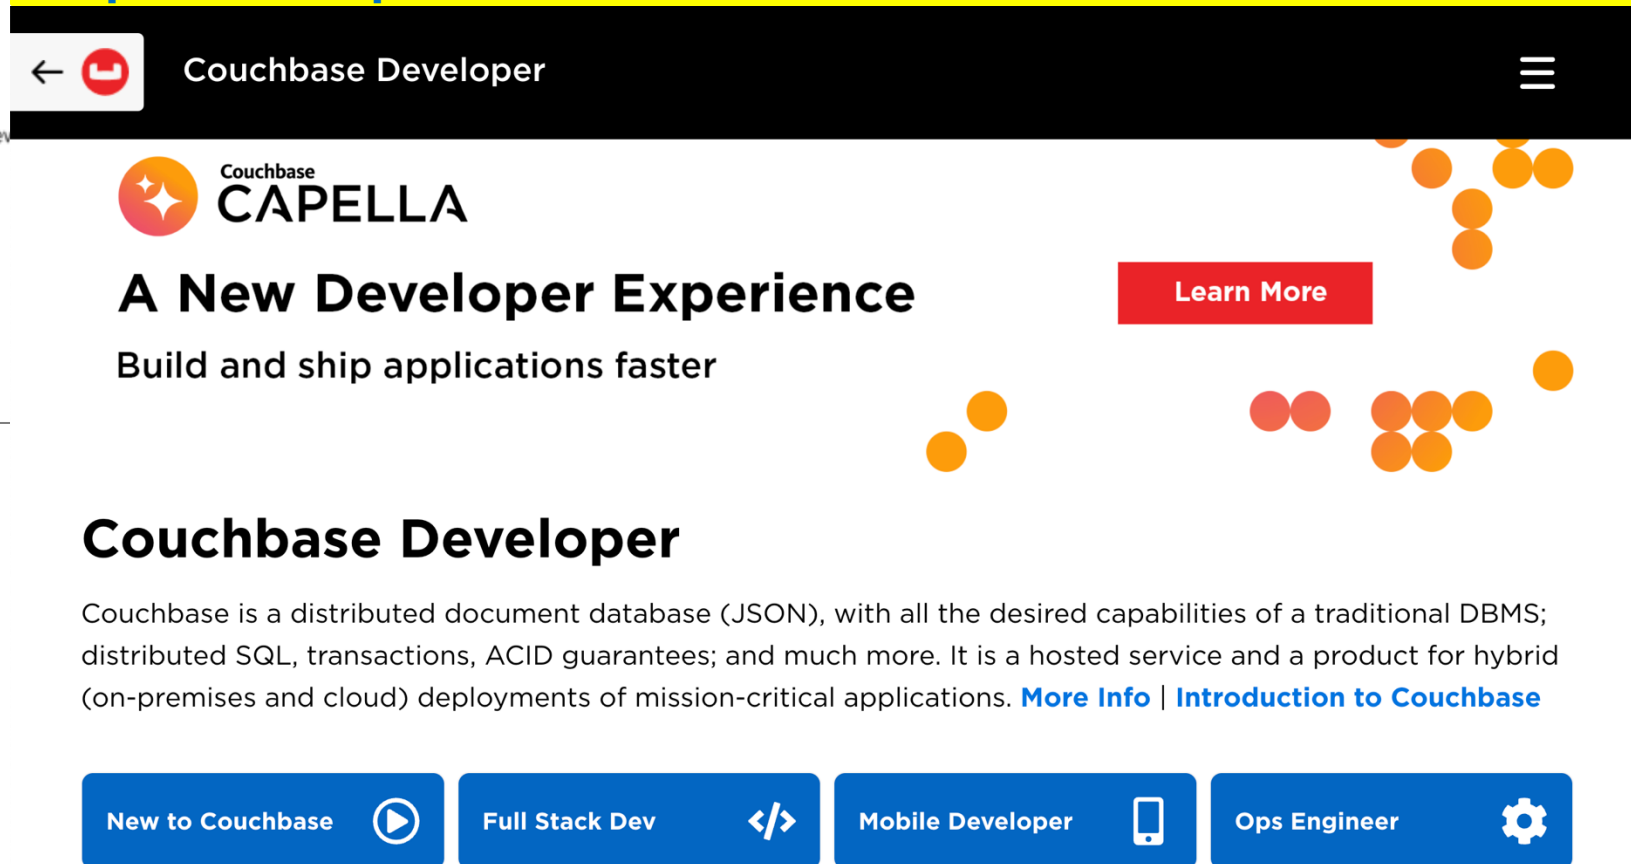 Couchbase Developer
Couchbase
CAPELLA
A New Developer Experience
Learn More
Build and ship applications faster
Couchbase Developer
Couchbase is a distributed document database (JSON), with all the desired capabilities of a traditional DBMS;
distributed SQL, transactions, ACID guarantees; and much more. It is a hosted service and a product for hybrid
(on-premises and cloud) deployments of mission-critical applications. More Info | Introduction to Couchbase
New to Couchbase
Full Stack Dev
Mobile Developer
Ops Engineer